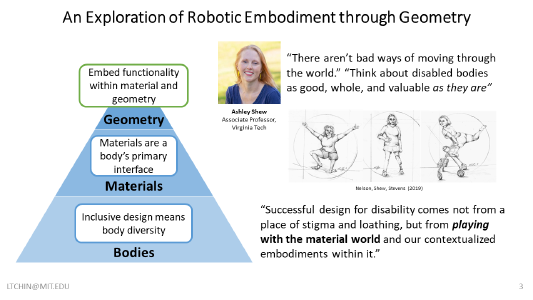 An Exploration of Robotic Embodiment through Geometry
Embed functionality
within material and
geometry
Geometry
Materials are a
body's primary
interface
Materials
Inclusive design means
body diversity
Bodies
Ashley Shew
Associate Professor,
Virginia Tech
“There aren’t bad ways of moving through
the world.” “Think about disabled bodies
as good, whole, and valuable as they are“
Nelson, Shew, Stevens (2019)
“Successful design for disability comes not from a
place of stigma and loathing, but from playing
with the material world and our contextualized
embodiments within it.”
LTCHIN@MIT.EDU
3